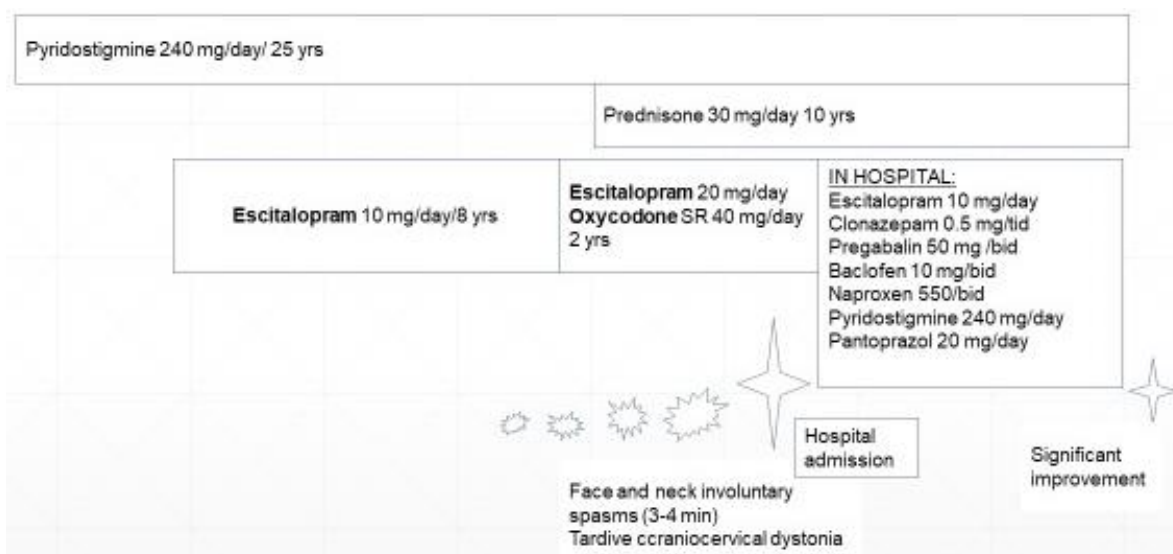 Pyridostigmine 240 mg/day/ 25 yrs
Prednisone 30 mg/day 10 yrs
Escitalopram 10 mg/day/8 yrs
Escitalopram 20 mg/day
Oxycodone SR 40 mg/day
2 yrs
IN HOSPITAL:
Escitalopram 10 mg/day
Clonazepam 0.5 mg/tid
Pregabalin 50 mg /bid
Baclofen 10 mg/bid
Naproxen 550/bid
Pyridostigmine 240 mg/day
Pantoprazol 20 mg/day
Hospital
admission
Significant
improvement
Face and neck involuntary
spasms (3-4 min)
Tardive ccraniocervical dystonia